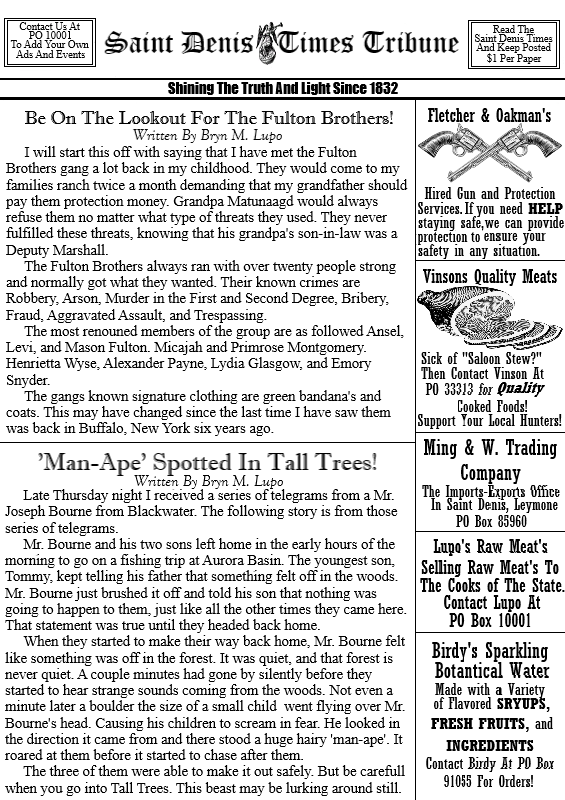 Contact Us At
PO 10001
To Add Your Own
Ads And Events
Saint Denis Times Tribune
Read The
Saint Denis Times
And Keep Posted
$1 Per Paper
Shining The Truth And Light Since 1832
Be On The Lookout For The Fulton Brothers!
Written By Bryn M. Lupo
I will start this off with saying that I have met the Fulton
Brothers gang a lot back in my childhood. They would come to my
families ranch twice a month demanding that my grandfather should
pay them protection money. Grandpa Matunaagd would always
refuse them no matter what type of threats they used. They never
fulfilled these threats, knowing that his grandpa's son-in-law was a
Deputy Marshall.
The Fulton Brothers always ran with over twenty people strong
and normally got what they wanted. Their known crimes are
Robbery, Arson, Murder in the First and Second Degree, Bribery,
Fraud, Aggravated Assault, and Trespassing.
The most renouned members of the group are as followed Ansel,
Levi, and Mason Fulton. Micajah and Primrose Montgomery.
Henrietta Wyse, Alexander Payne, Lydia Glasgow, and Emory
Snyder.
The gangs known signature clothing are green bandana's and
coats. This may have changed since the last time I have saw them
was back in Buffalo, New York six years ago.
'Man-Ape' Spotted In Tall Trees!
Written By Bryn M. Lupo
Late Thursday night I received a series of telegrams from a Mr.
Joseph Bourne from Blackwater. The following story is from those
series of telegrams.
Mr. Bourne and his two sons left home in the early hours of the
morning to go on a fishing trip at Aurora Basin. The youngest son,
Tommy, kept telling his father that something felt off in the woods.
Mr. Bourne just brushed it off and told his son that nothing was
going to happen to them, just like all the other times they came here.
That statement was true until they headed back home.
When they started to make their way back home, Mr. Bourne felt
like something was off in the forest. It was quiet, and that forest is
never quiet. A couple minutes had gone by silently before they
started to hear strange sounds coming from the woods. Not even a
minute later a boulder the size of a small child went flying over Mr.
Bourne's head. Causing his children to scream in fear. He looked in
the direction it came from and there stood a huge hairy 'man-ape'. It
roared at them before it started to chase after them.
The three of them were able to make it out safely. But be carefull
when you go into Tall Trees. This beast may be lurking around still.
Fletcher & Oakman's
Hired Gun and Protection
Services. If you need HELP
staying safe,we can provide
protection to ensure your
safety in any situation.
Vinsons Quality Meats
Sick of "Saloon Stew?"
Then Contact Vinson At
PO 33313 for Quality
Cooked Foods!
Support Your Local Hunters!
Ming & W. Trading
Company
The Imports-Exports Office
In Saint Denis, Leymone
PO Box 85960
Lupo's Raw Meat's
Selling Raw Meat's To
The Cooks of The State.
Contact Lupo At
PO Box 10001
Birdy's Sparkling
Botanical Water
Made with a Variety
of Flavored SRYUPS,
FRESH FRUITS, and
INGREDIENTS
Contact Birdy At PO Box
91055 For Orders!